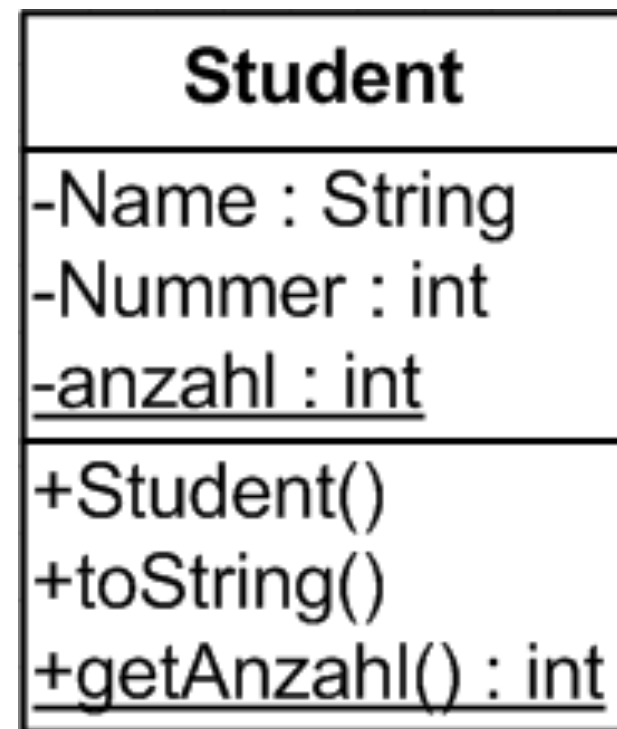 Student
-Name : String
-Nummer : int
-anzahl : int
+Student()
+toString()
+getAnzahl() : int